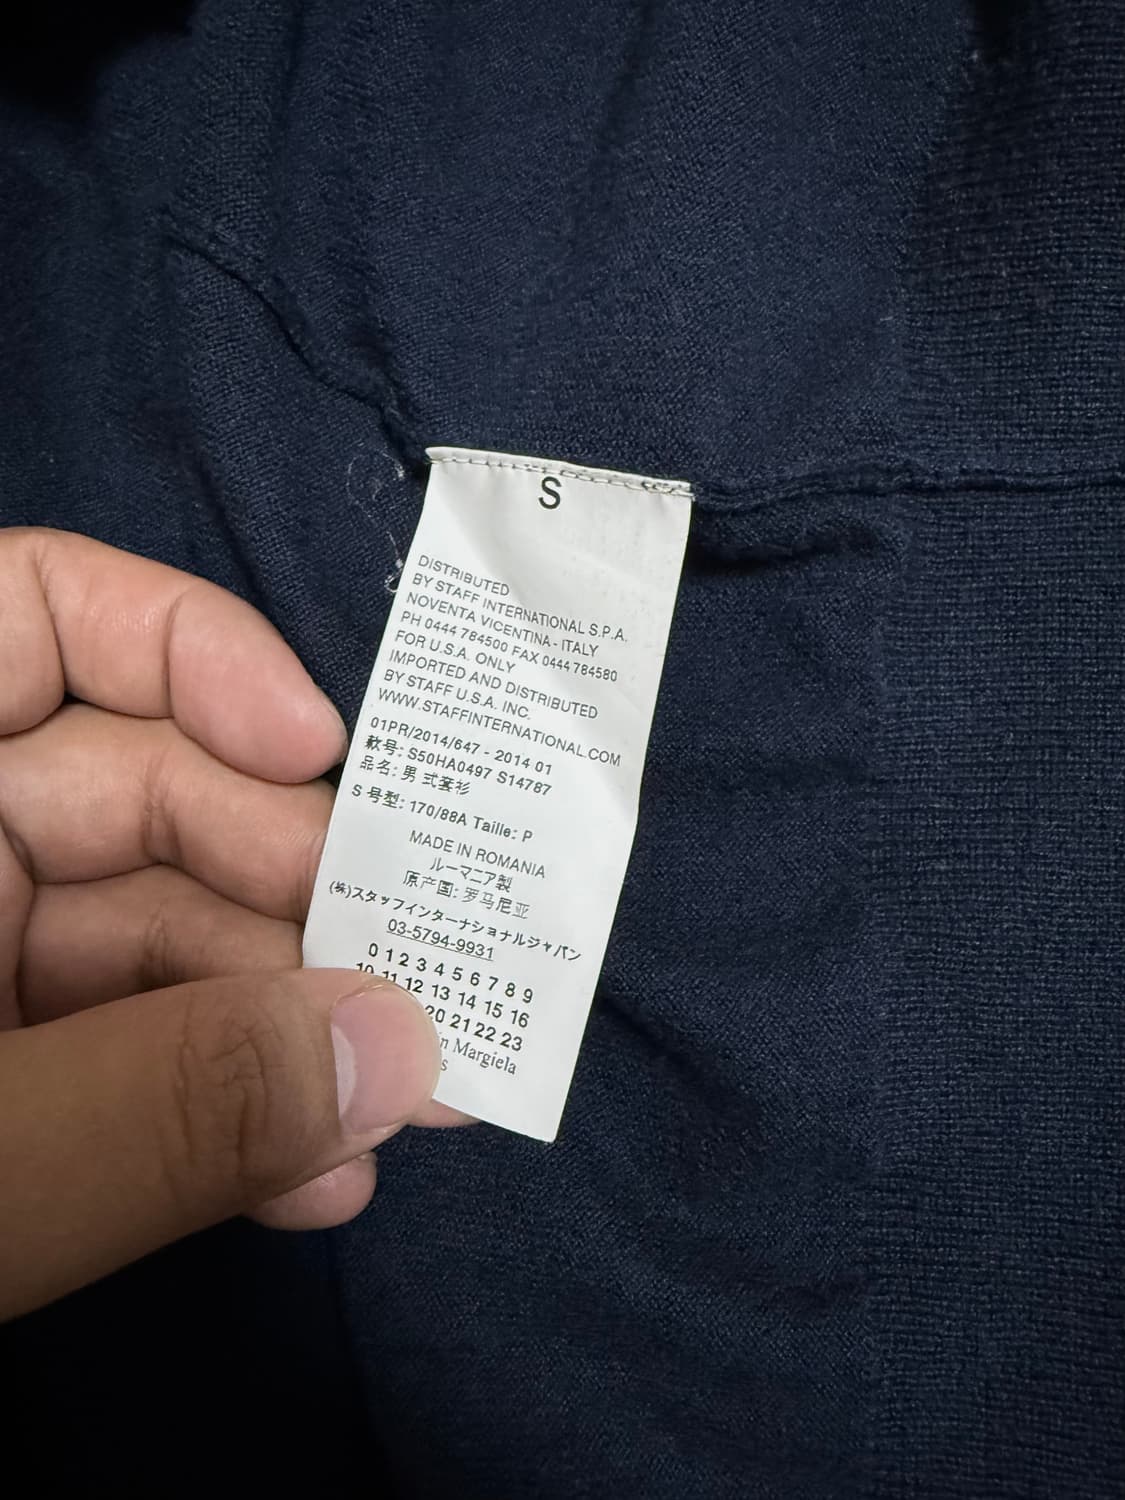 S
DISTRIBUTED
BY STAFF INTERNATIONAL S.P.A.
NOVENTA VICENTINA - ITALY
PH 0444 784500 FAX 0444 784580
FOR U.S.A. ONLY
IMPORTED AND DISTRIBUTED
BY STAFF U.S.A. INC.
WWW.STAFFINTERNATIONAL.COM
01PR/2014/647 - 2014 01
款号: S50HA0497 S14787
品名: 男式套衫
S 号型: 170/88A Taille: P
MADE IN ROMANIA
ルーマニア製
原产国: 罗马尼亚
(株)スタッフインターナショナルジャパン
03-5794-9931
0 1 2 3 4 5 6 7 8 9
10 11 12 13 14 15 16
20 21 22 23
Margiela